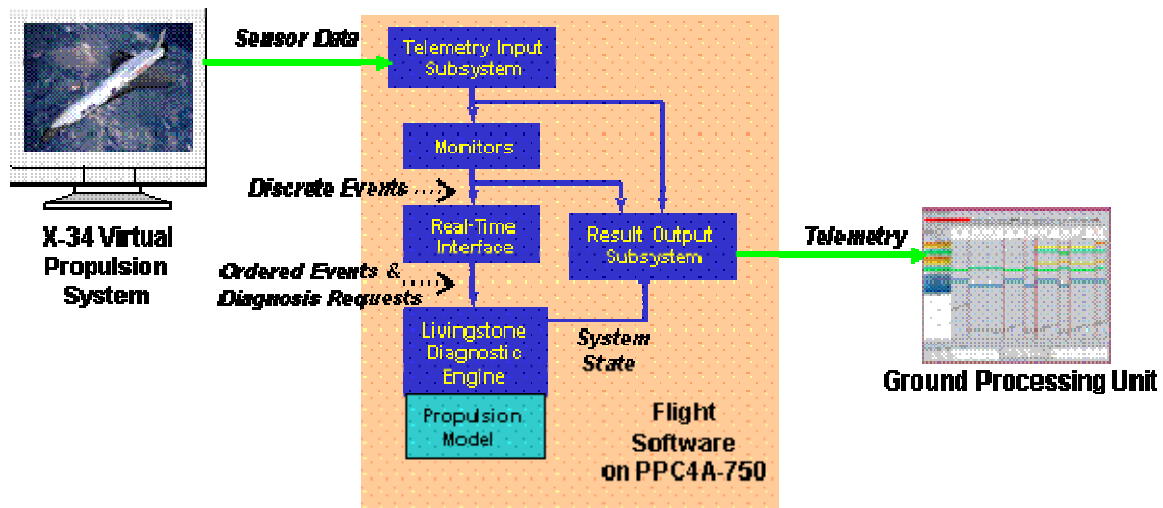 Sensor Data
Telemetry Input
Subsystem
Monitors
Discrete Events
Real-Time
Interface
Result Output
Subsystem
Telemetry
X-34 Virtual
Propulsion
System
Ordered Events &
Diagnosis Requests
Livingstone
Diagnostic
Engine
System
State
Propulsion
Model
Flight
Software
on PPC4A-750
Ground Processing Unit